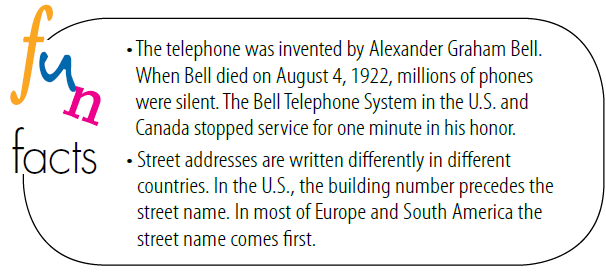 fun
facts
• The telephone was invented by Alexander Graham Bell.
When Bell died on August 4, 1922, millions of phones
were silent. The Bell Telephone System in the U.S. and
Canada stopped service for one minute in his honor.
• Street addresses are written differently in different
countries. In the U.S., the building number precedes the
street name. In most of Europe and South America the
street name comes first.